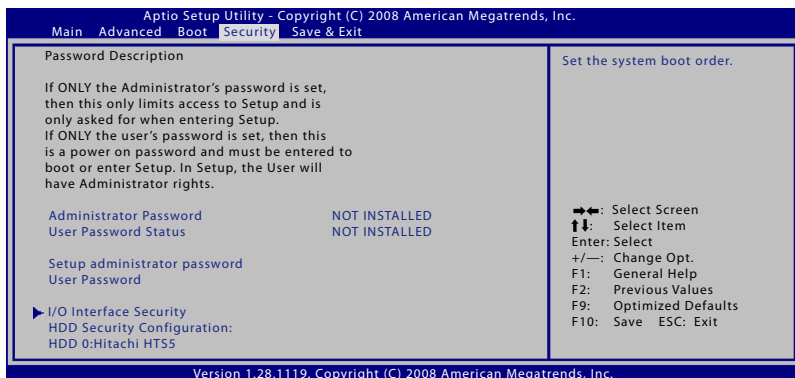 Aptio Setup Utility - Copyright (C) 2008 American Megatrends, Inc.
Main Advanced Boot Security Save & Exit
Password Description
If ONLY the Administrator's password is set,
then this only limits access to Setup and is
only asked for when entering Setup.
If ONLY the user's password is set, then this
is a power on password and must be entered to
boot or enter Setup. In Setup, the User will
have Administrator rights.
Administrator Password NOT INSTALLED
User Password Status NOT INSTALLED
Setup administrator password
User Password
I/O Interface Security
HDD Security Configuration:
HDD 0:Hitachi HTS5
Set the system boot order.
→←: Select Screen
↑↓: Select Item
Enter: Select
+/—: Change Opt.
F1: General Help
F2: Previous Values
F9: Optimized Defaults
F10: Save ESC: Exit
Version 1.28.1119. Copyright (C) 2008 American Megatrends, Inc.